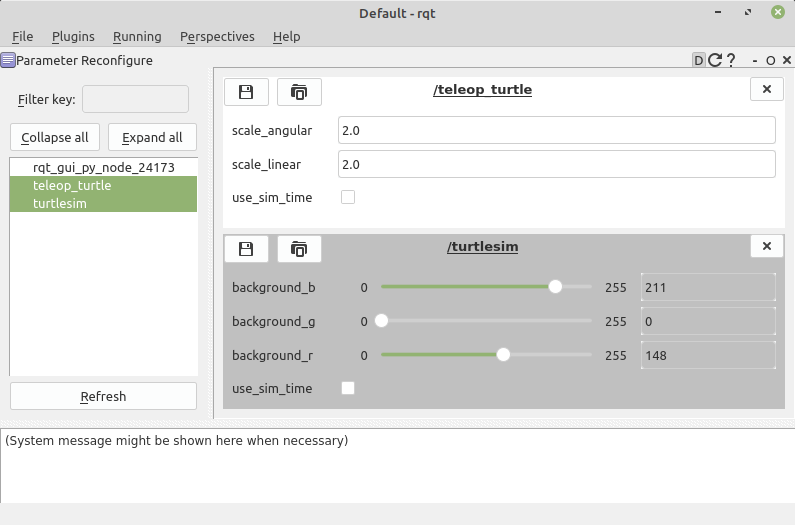 Default - rqt
File Plugins Running Perspectives Help
Parameter Reconfigure
D ? - O ×
Filter key:
Collapse all Expand all
rqt_gui_py_node_24173
teleop_turtle
turtlesim
Refresh
/teleop_turtle
scale_angular 2.0
scale_linear 2.0
use_sim_time
/turtlesim
background_b 0 255 211
background_g 0 255 0
background_r 0 255 148
use_sim_time
(System message might be shown here when necessary)